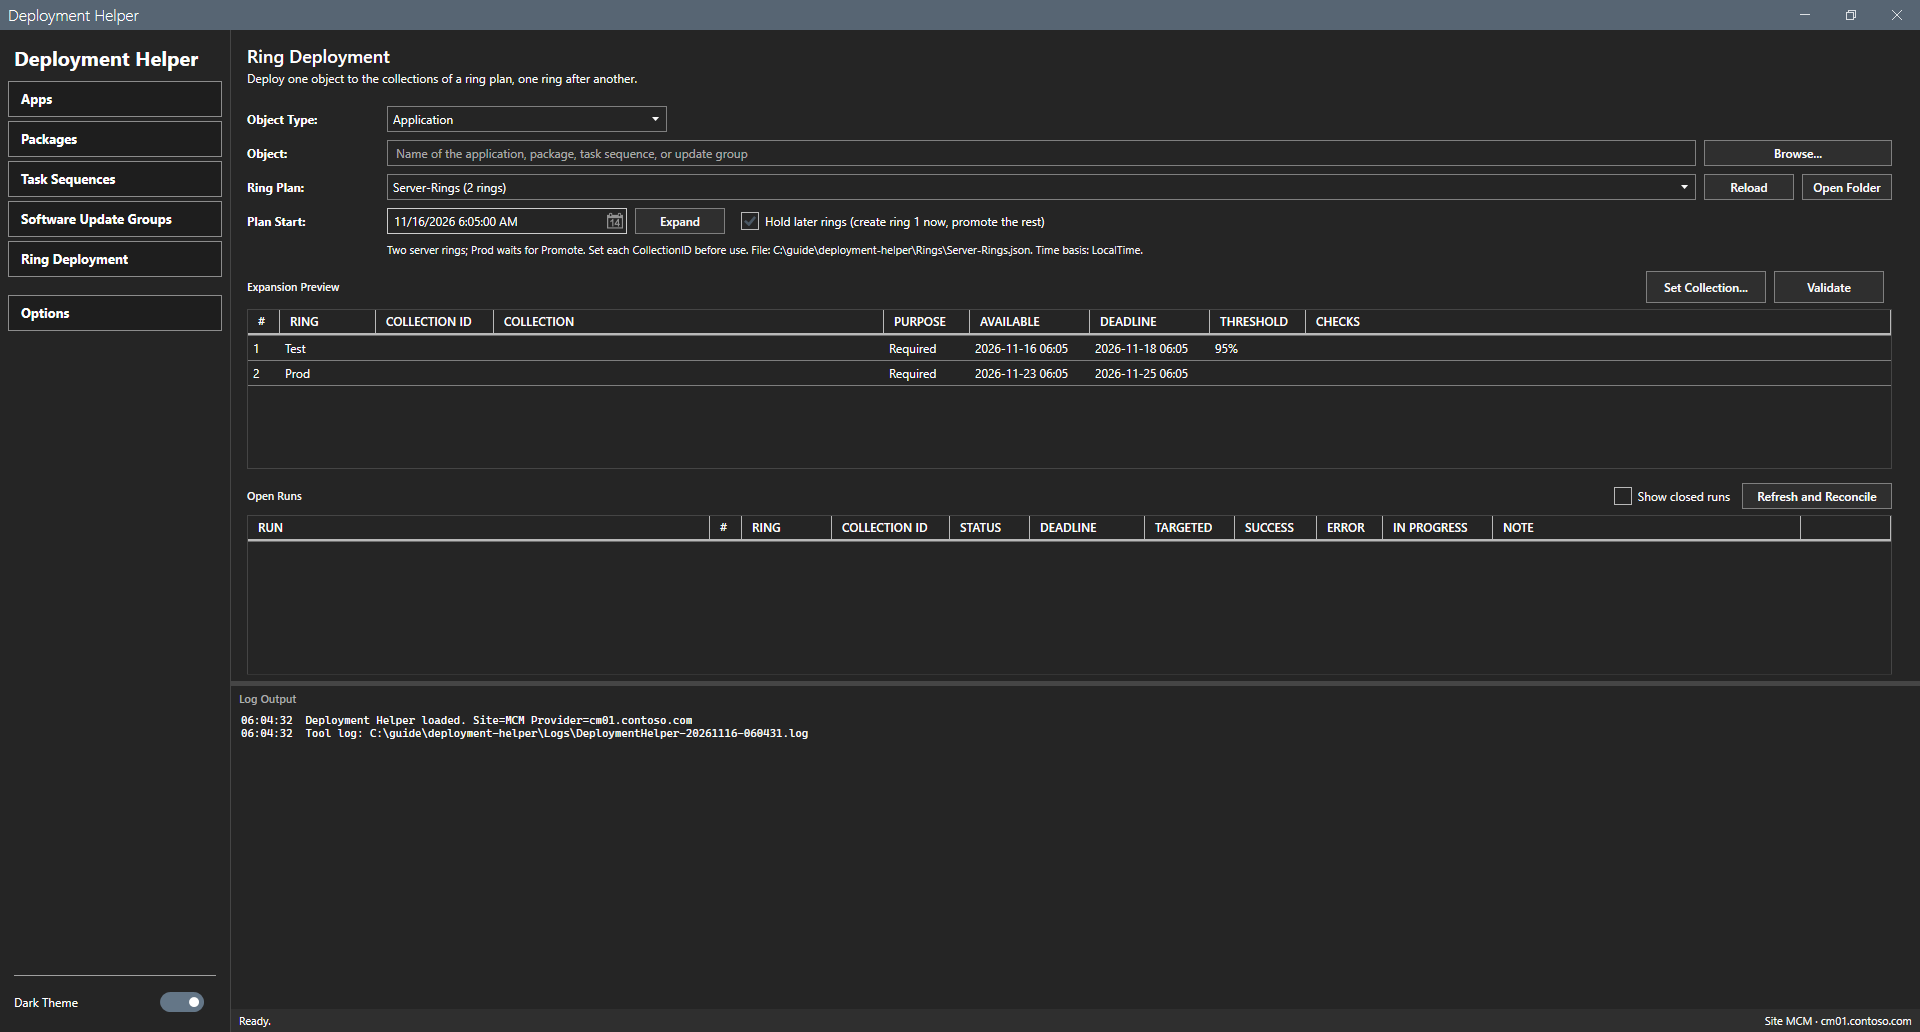 Deployment Helper
Deployment Helper
Apps
Packages
Task Sequences
Software Update Groups
Ring Deployment
Options
Dark Theme
Ring Deployment
Deploy one object to the collections of a ring plan, one ring after another.
Object Type: Application
Object: Name of the application, package, task sequence, or update group Browse...
Ring Plan: Server-Rings (2 rings) Reload Open Folder
Plan Start: 11/16/2026 6:05:00 AM 14 Expand Hold later rings (create ring 1 now, promote the rest)
Two server rings; Prod waits for Promote. Set each CollectionID before use. File: C:\guide\deployment-helper\Rings\Server-Rings.json. Time basis: LocalTime.
Expansion Preview Set Collection... Validate
# RING COLLECTION ID COLLECTION PURPOSE AVAILABLE DEADLINE THRESHOLD CHECKS
1 Test Required 2026-11-16 06:05 2026-11-18 06:05 95%
2 Prod Required 2026-11-23 06:05 2026-11-25 06:05
Open Runs Show closed runs Refresh and Reconcile
RUN # RING COLLECTION ID STATUS DEADLINE TARGETED SUCCESS ERROR IN PROGRESS NOTE
Log Output
06:04:32 Deployment Helper loaded. Site=MCM Provider=cm01.contoso.com
06:04:32 Tool log: C:\guide\deployment-helper\Logs\DeploymentHelper-20261116-060431.log
Ready. Site MCM · cm01.contoso.com